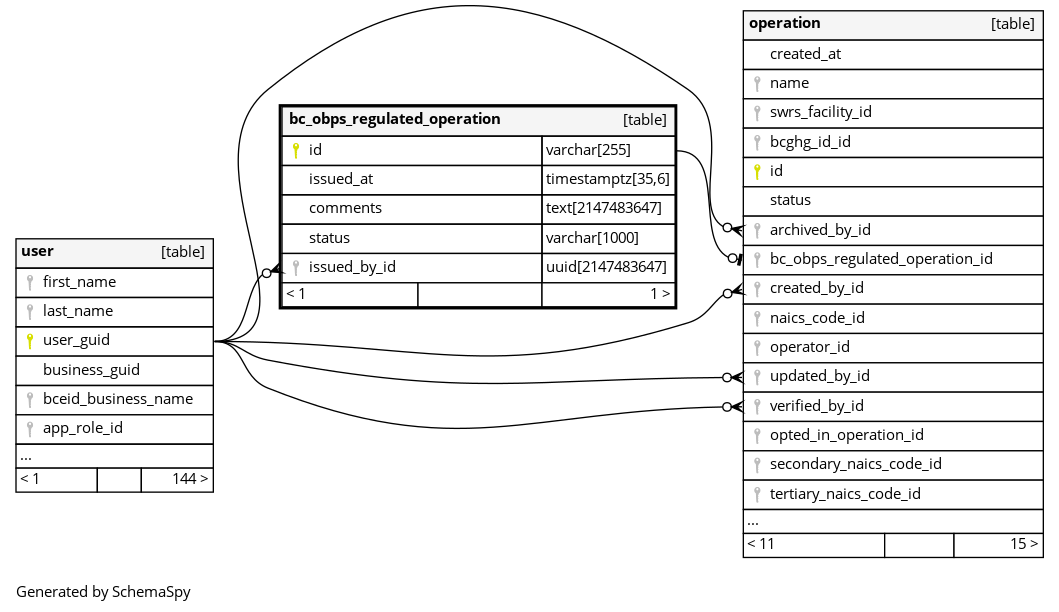 user [table]
first_name
last_name
user_guid
business_guid
bceid_business_name
app_role_id
...
< 1 144 >
bc_obps_regulated_operation [table]
id varchar[255]
issued_at timestamptz[35,6]
comments text[2147483647]
status varchar[1000]
issued_by_id uuid[2147483647]
< 1 1 >
operation [table]
created_at
name
swrs_facility_id
bcghg_id_id
id
status
archived_by_id
bc_obps_regulated_operation_id
created_by_id
naics_code_id
operator_id
updated_by_id
verified_by_id
opted_in_operation_id
secondary_naics_code_id
tertiary_naics_code_id
...
< 11 15 >
Generated by SchemaSpy